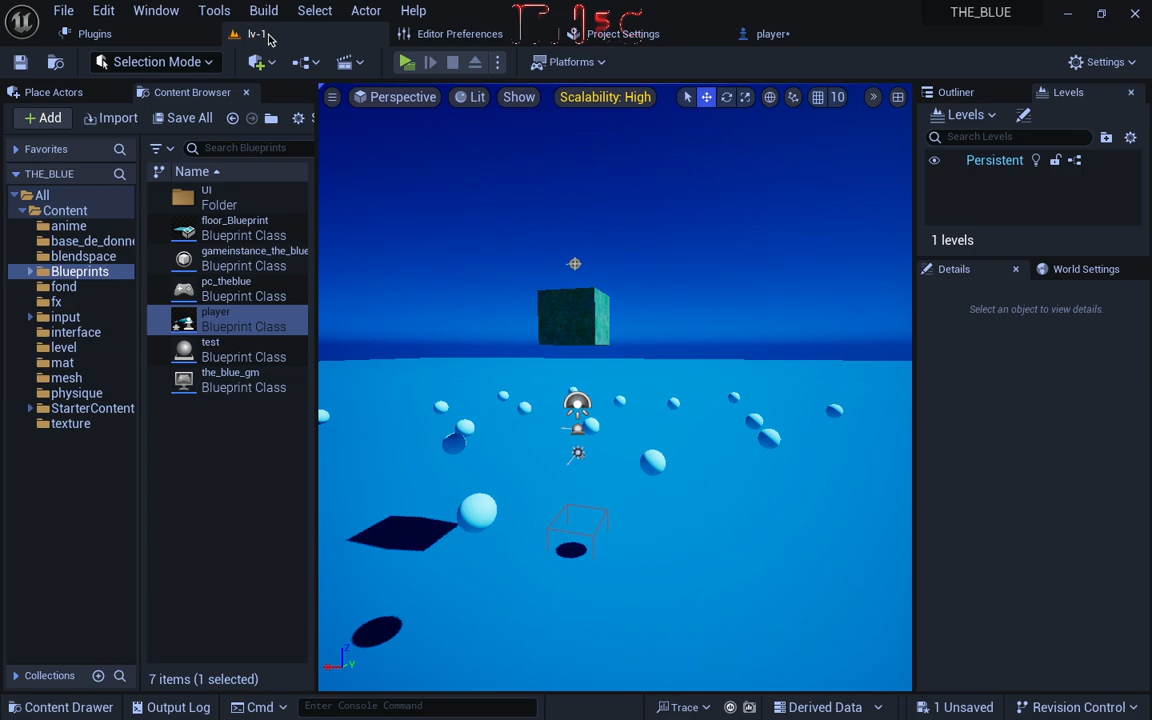 File Edit Window Tools Build Select Actor Help
THE_BLUE
Plugins lv-1 Editor Preferences Project Settings player*
Selection Mode Platforms Settings
Place Actors Content Browser
Add Import Save All
Favorites
Search Blueprints
THE_BLUE
Name
All
Content
anime
base_de_donne
blendspace
Blueprints
fond
fx
input
interface
level
mat
mesh
physique
StarterContent
texture
UI
Folder
floor_Blueprint
Blueprint Class
gameinstance_the_blue
Blueprint Class
pc_theblue
Blueprint Class
player
Blueprint Class
test
Blueprint Class
the_blue_gm
Blueprint Class
Collections
7 items (1 selected)
Perspective Lit Show Scalability: High 10
Z
Y
Outliner Levels
Levels
Search Levels
Persistent
1 levels
Details World Settings
Select an object to view details.
Content Drawer Output Log Cmd Enter Console Command Trace Derived Data 1 Unsaved Revision Control